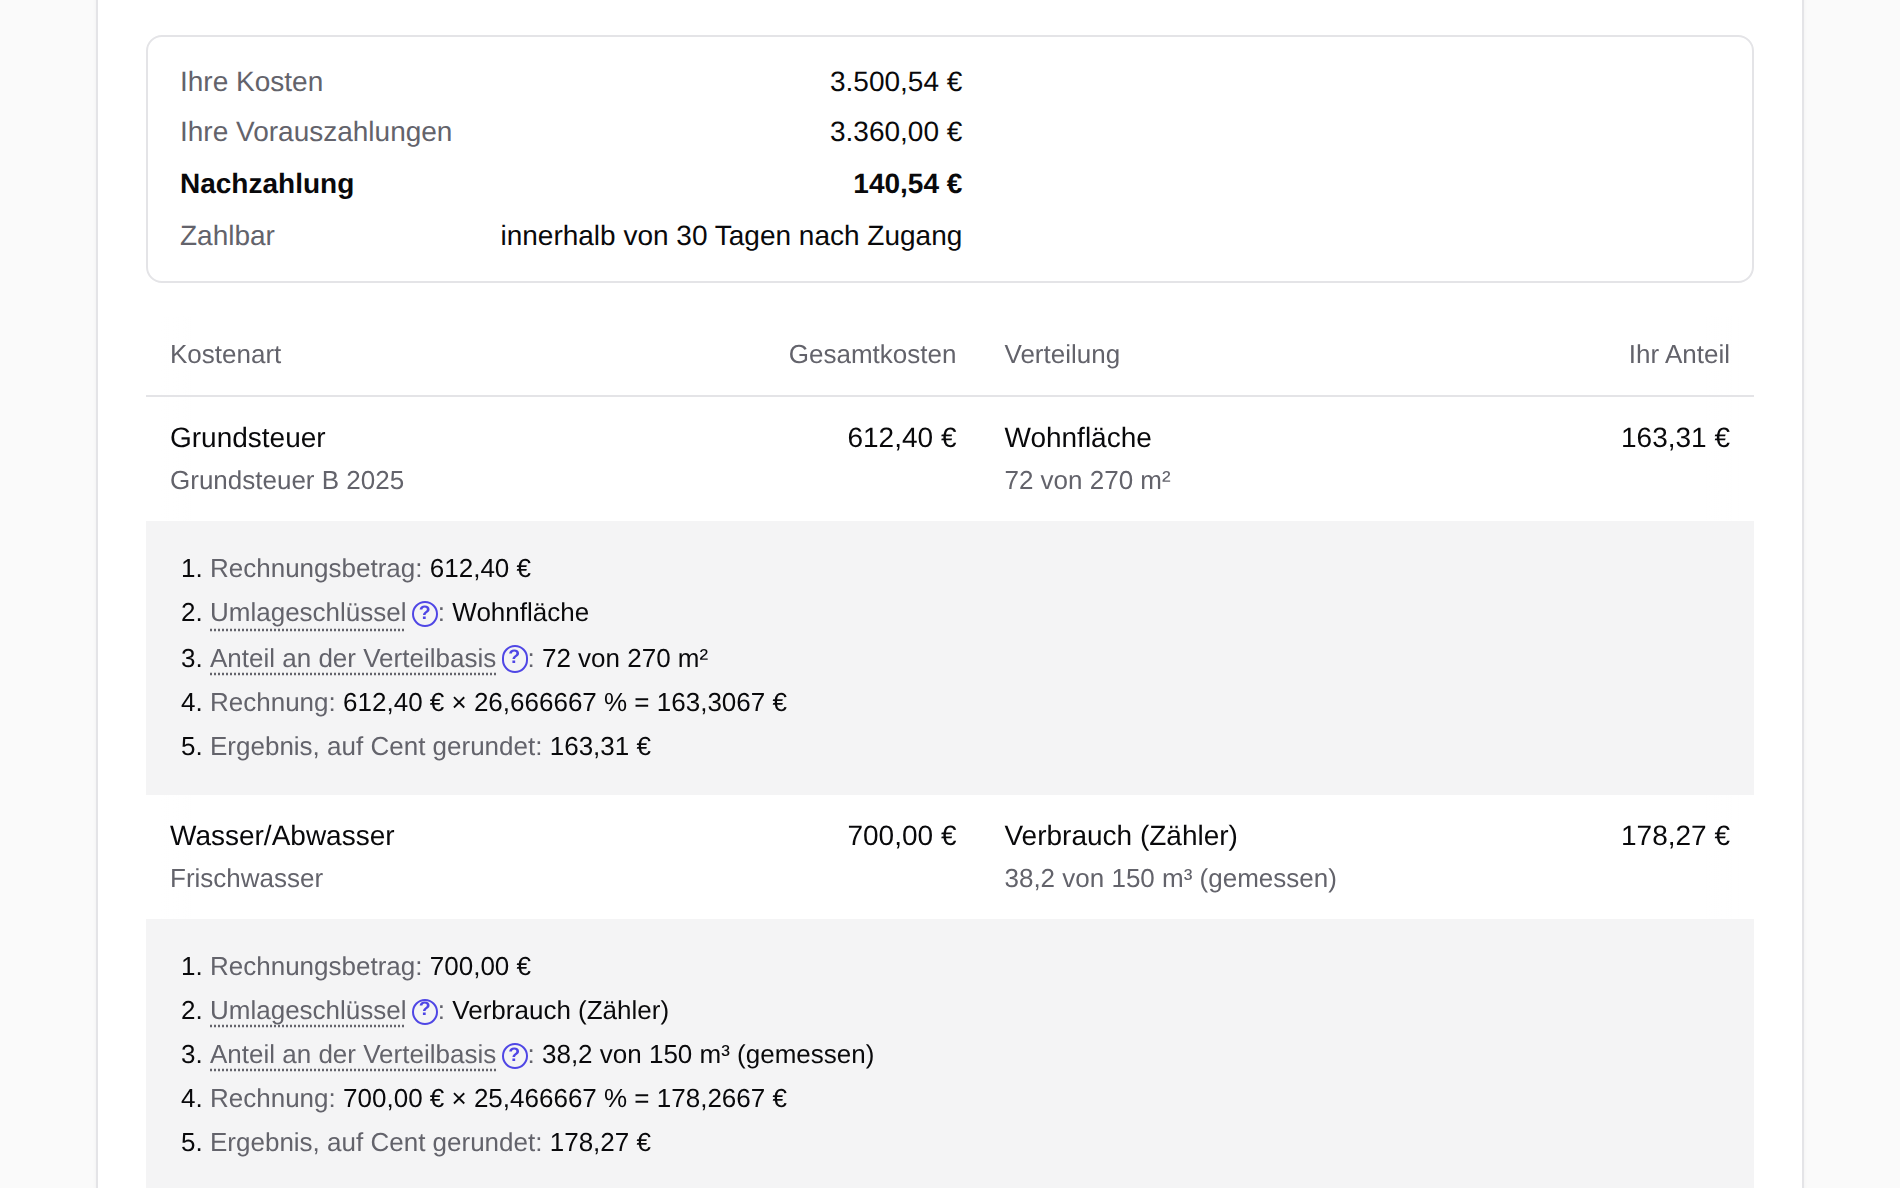 Ihre Kosten 3.500,54 €
Ihre Vorauszahlungen 3.360,00 €
Nachzahlung 140,54 €
Zahlbar innerhalb von 30 Tagen nach Zugang
Kostenart Gesamtkosten Verteilung Ihr Anteil
Grundsteuer 612,40 € Wohnfläche 163,31 €
Grundsteuer B 2025 72 von 270 m²
1. Rechnungsbetrag: 612,40 €
2. Umlageschlüssel ?: Wohnfläche
3. Anteil an der Verteilbasis ?: 72 von 270 m²
4. Rechnung: 612,40 € × 26,666667 % = 163,3067 €
5. Ergebnis, auf Cent gerundet: 163,31 €
Wasser/Abwasser 700,00 € Verbrauch (Zähler) 178,27 €
Frischwasser 38,2 von 150 m³ (gemessen)
1. Rechnungsbetrag: 700,00 €
2. Umlageschlüssel ?: Verbrauch (Zähler)
3. Anteil an der Verteilbasis ?: 38,2 von 150 m³ (gemessen)
4. Rechnung: 700,00 € × 25,466667 % = 178,2667 €
5. Ergebnis, auf Cent gerundet: 178,27 €